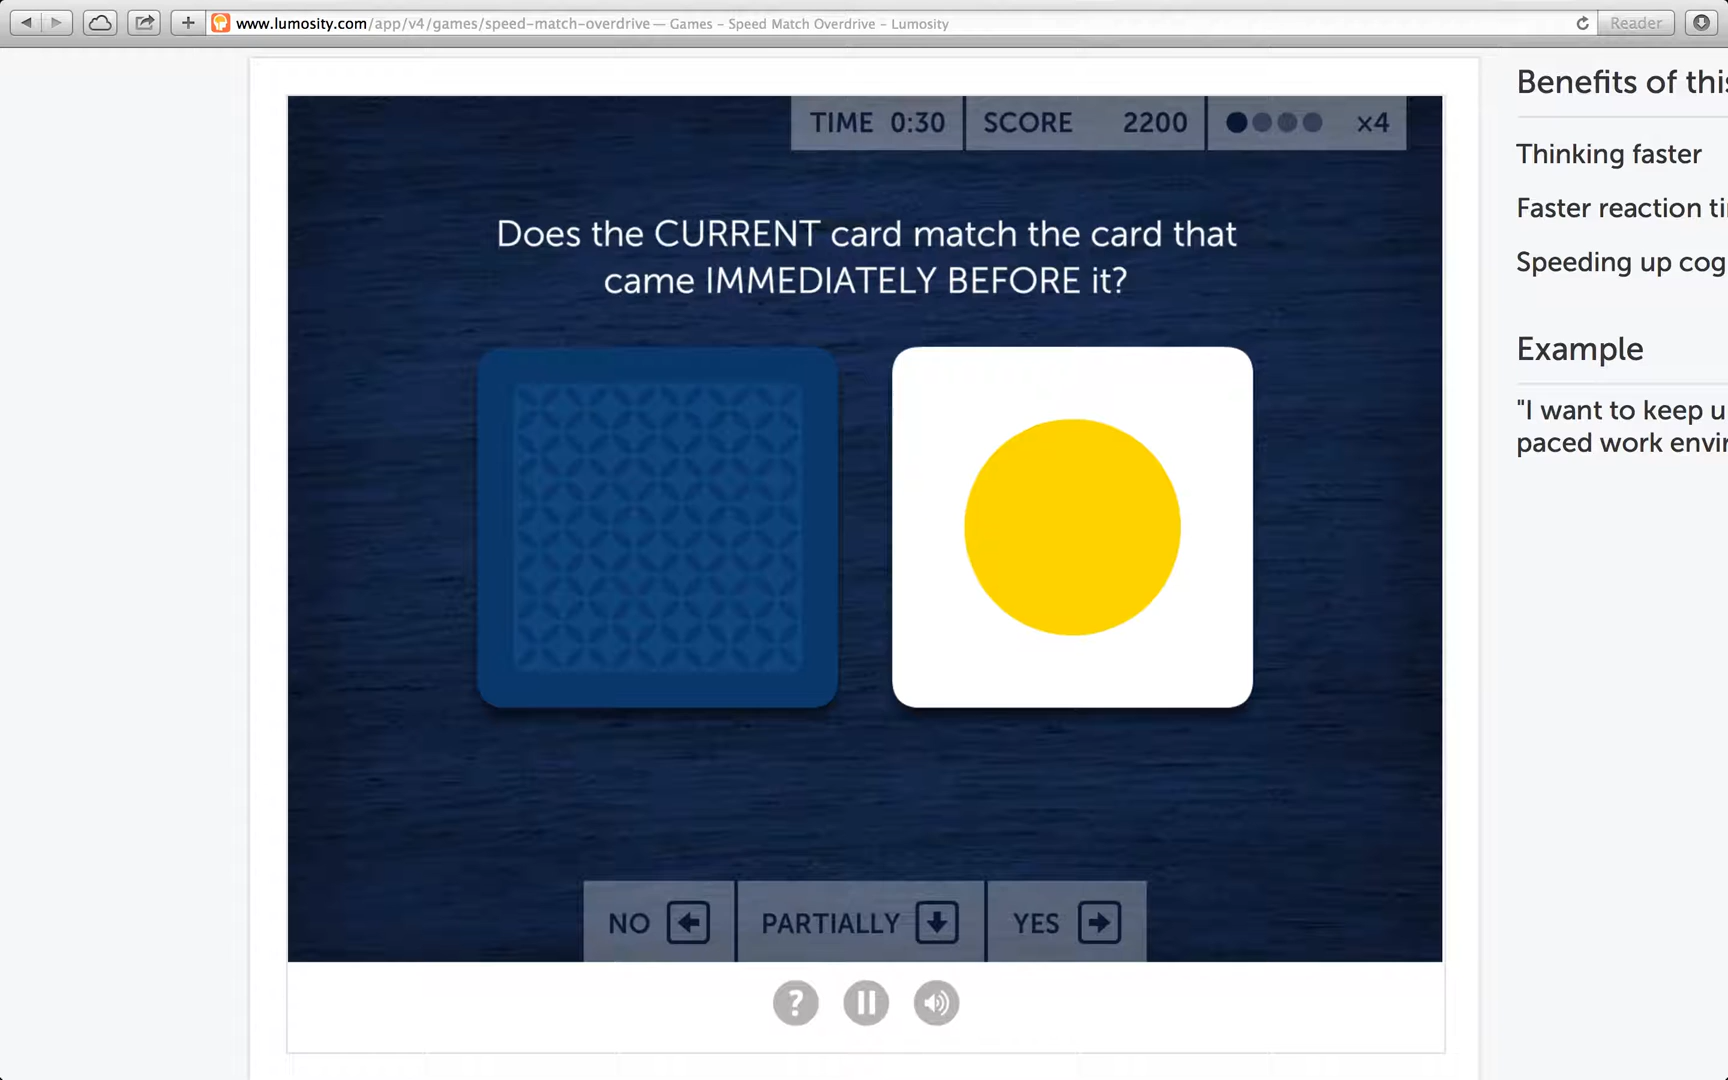 www.lumosity.com/app/v4/games/speed-match-overdrive — Games – Speed Match Overdrive – Lumosity
Reader
TIME 0:30 SCORE 2200 x4
Does the CURRENT card match the card that
came IMMEDIATELY BEFORE it?
NO PARTIALLY YES
?
Benefits of this
Thinking faster
Faster reaction ti
Speeding up cog
Example
"I want to keep u
paced work envir